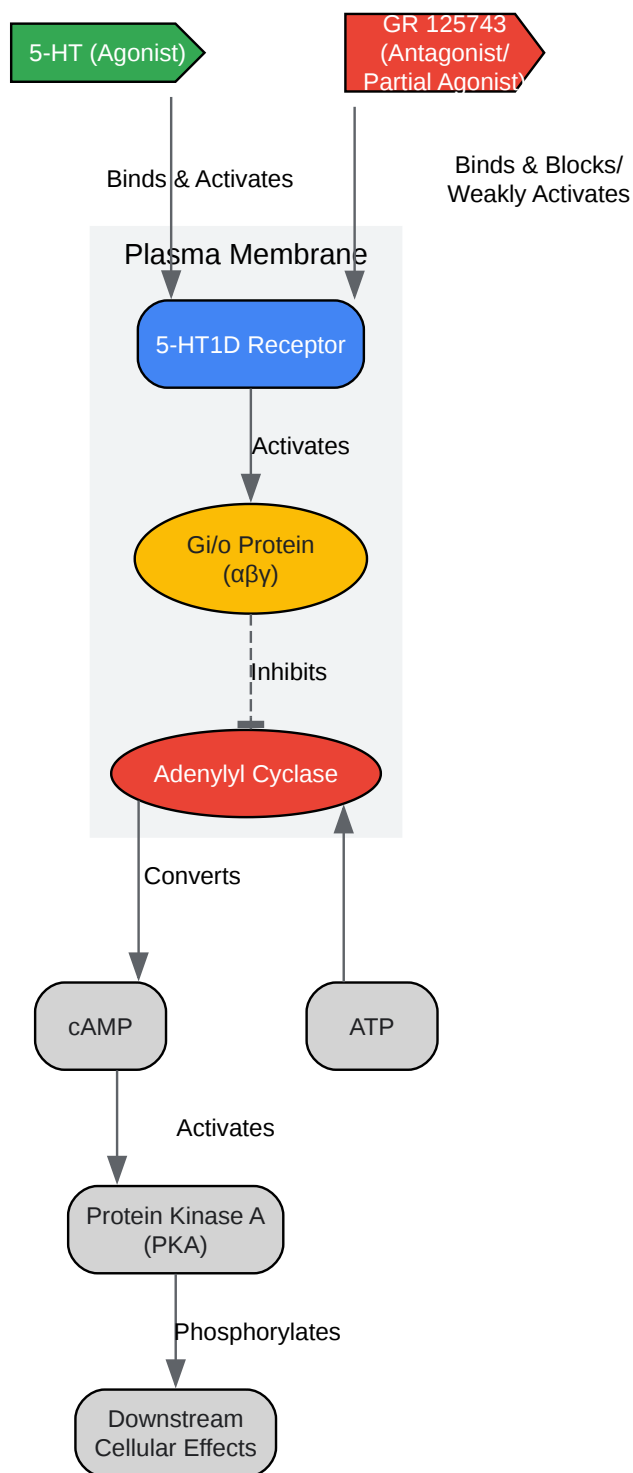 5-HT (Agonist)
GR 125743
(Antagonist/
Partial Agonist)
Binds & Activates
Binds & Blocks/
Weakly Activates
Plasma Membrane
5-HT1D Receptor
Activates
Gi/o Protein
(αβγ)
Inhibits
Adenylyl Cyclase
Converts
cAMP
ATP
Activates
Protein Kinase A
(PKA)
Phosphorylates
Downstream
Cellular Effects